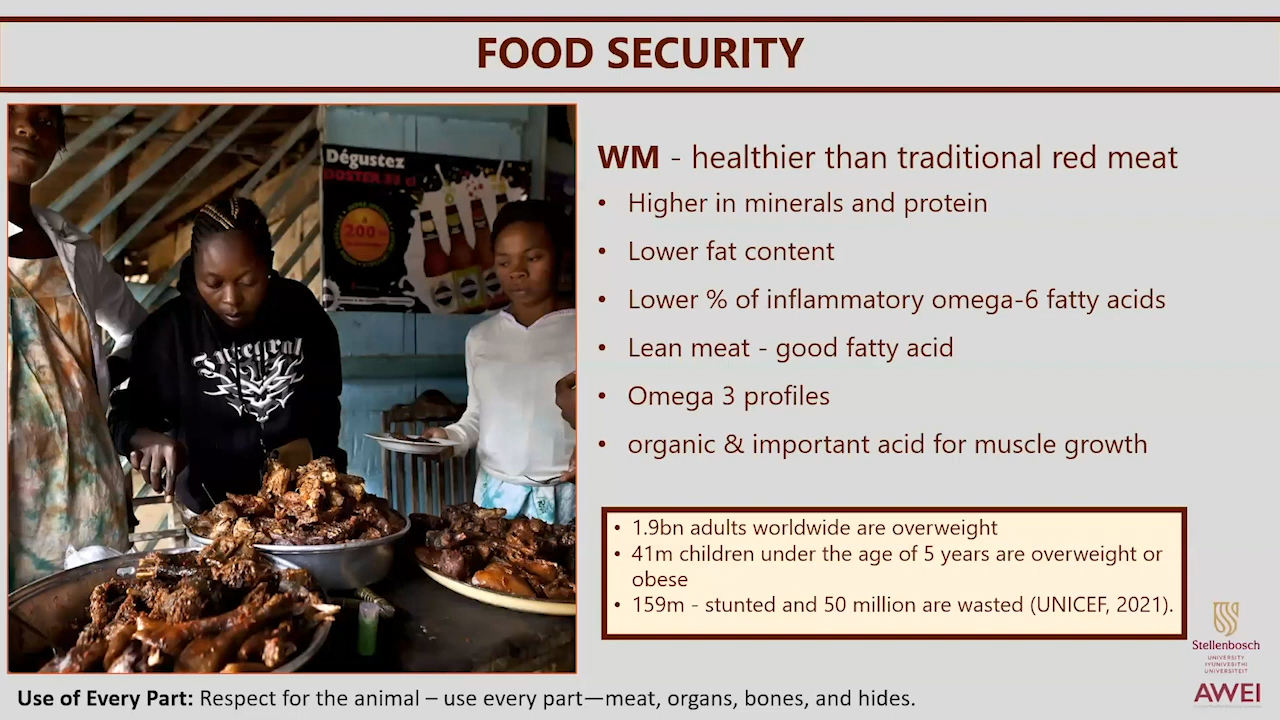 FOOD SECURITY
Dégustez
200
Integral
WM - healthier than traditional red meat
• Higher in minerals and protein
• Lower fat content
• Lower % of inflammatory omega-6 fatty acids
• Lean meat - good fatty acid
• Omega 3 profiles
• organic & important acid for muscle growth
• 1.9bn adults worldwide are overweight
• 41m children under the age of 5 years are overweight or
obese
• 159m - stunted and 50 million are wasted (UNICEF, 2021).
Stellenbosch
UNIVERSITY
IYUNIVESITHI
UNIVERSITEIT
AWEI
Use of Every Part: Respect for the animal – use every part—meat, organs, bones, and hides.